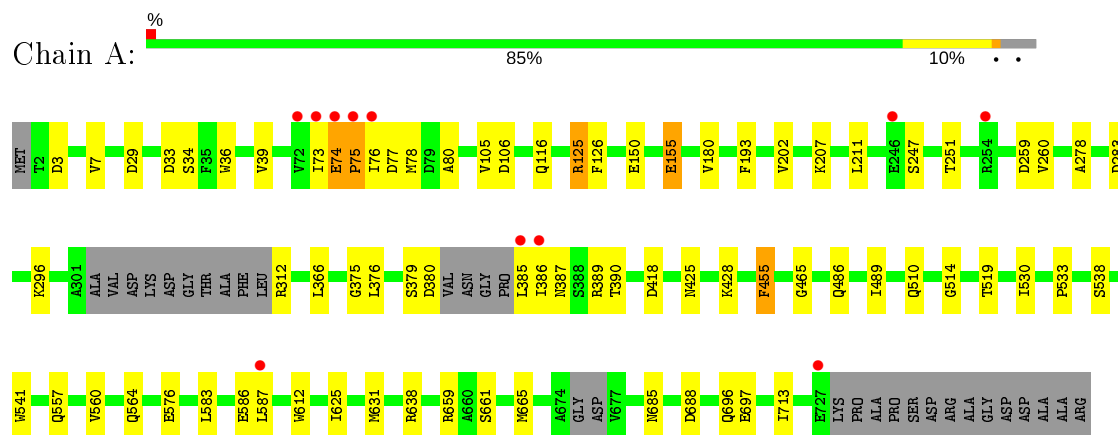 %
Chain A:
85% 10% • •
MET T2 D3 V7 D29 D33 S34 F35 W36 V39 V72 I73 E74 P75 I76 D77 M78 D79 A80 V105 D106 Q116 R125 F126 E150 E155 V180 F193 V202 K207 L211 E246 S247 T251 R254 D259 V260 A278
K296 A301 ALA VAL ASP LYS ASP GLY THR ALA PHE LEU R312 L366 G375 L376 S379 D380 VAL ASN GLY PRO L385 I386 N387 S388 R389 T390 D418 N425 K428 F455 G465 Q486 I489 Q510 G514 T519 I530 P533 S538
W541 Q557 V560 Q564 E576 L583 E586 L587 W612 I625 M631 R638 R659 A660 S661 M665 A674 GLY ASP V677 N685 D688 Q696 E697 I713 E727 LYS PRO ALA PRO SER ASP ARG ALA GLY ASP ASP ALA ALA ARG